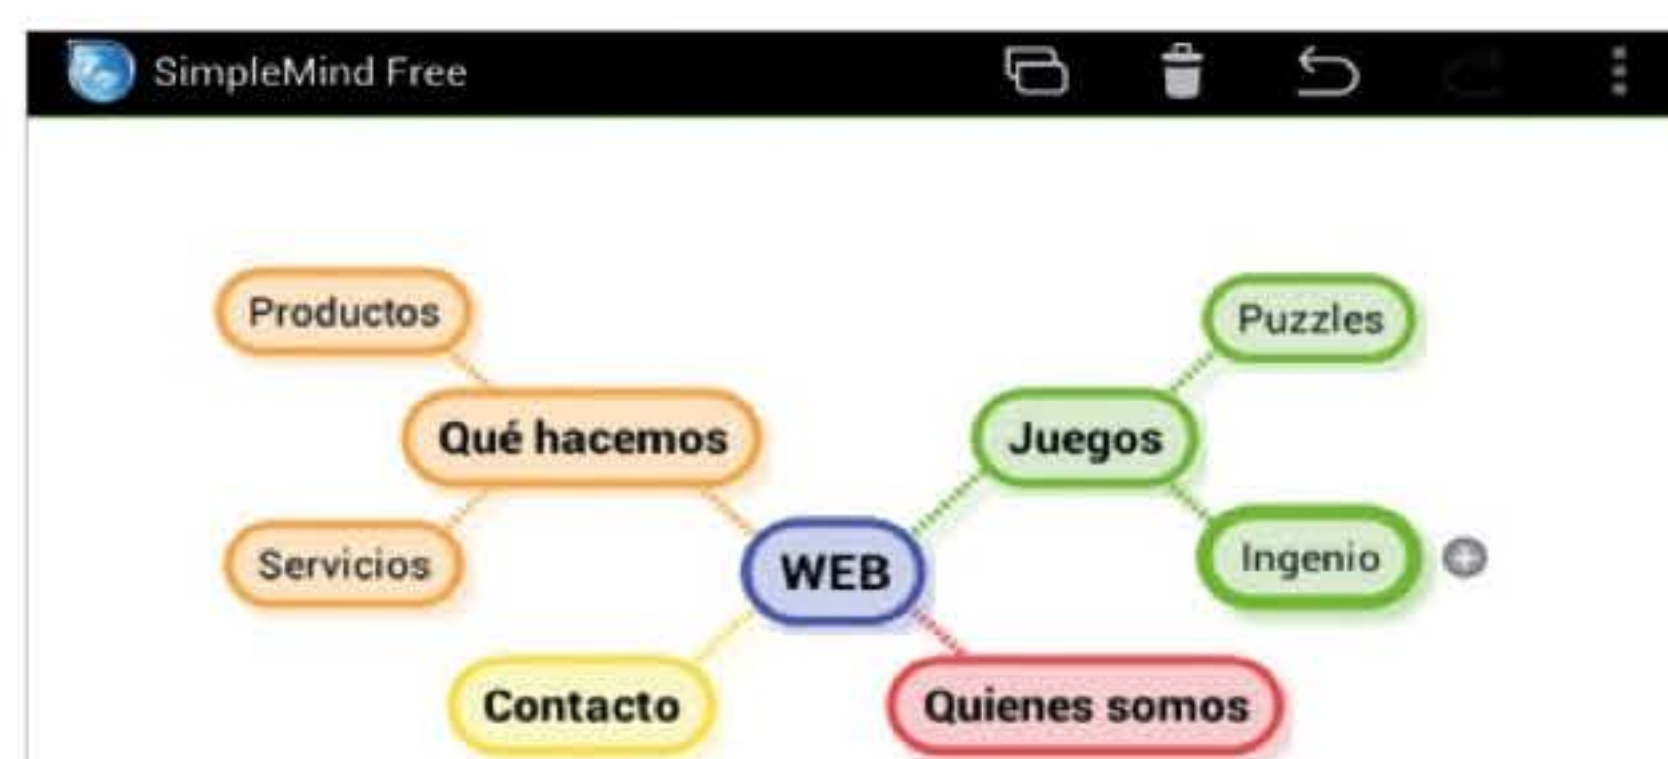 SimpleMind Free
Productos
Puzzles
Qué hacemos
Juegos
Servicios
WEB
Ingenio
Contacto
Quienes somos